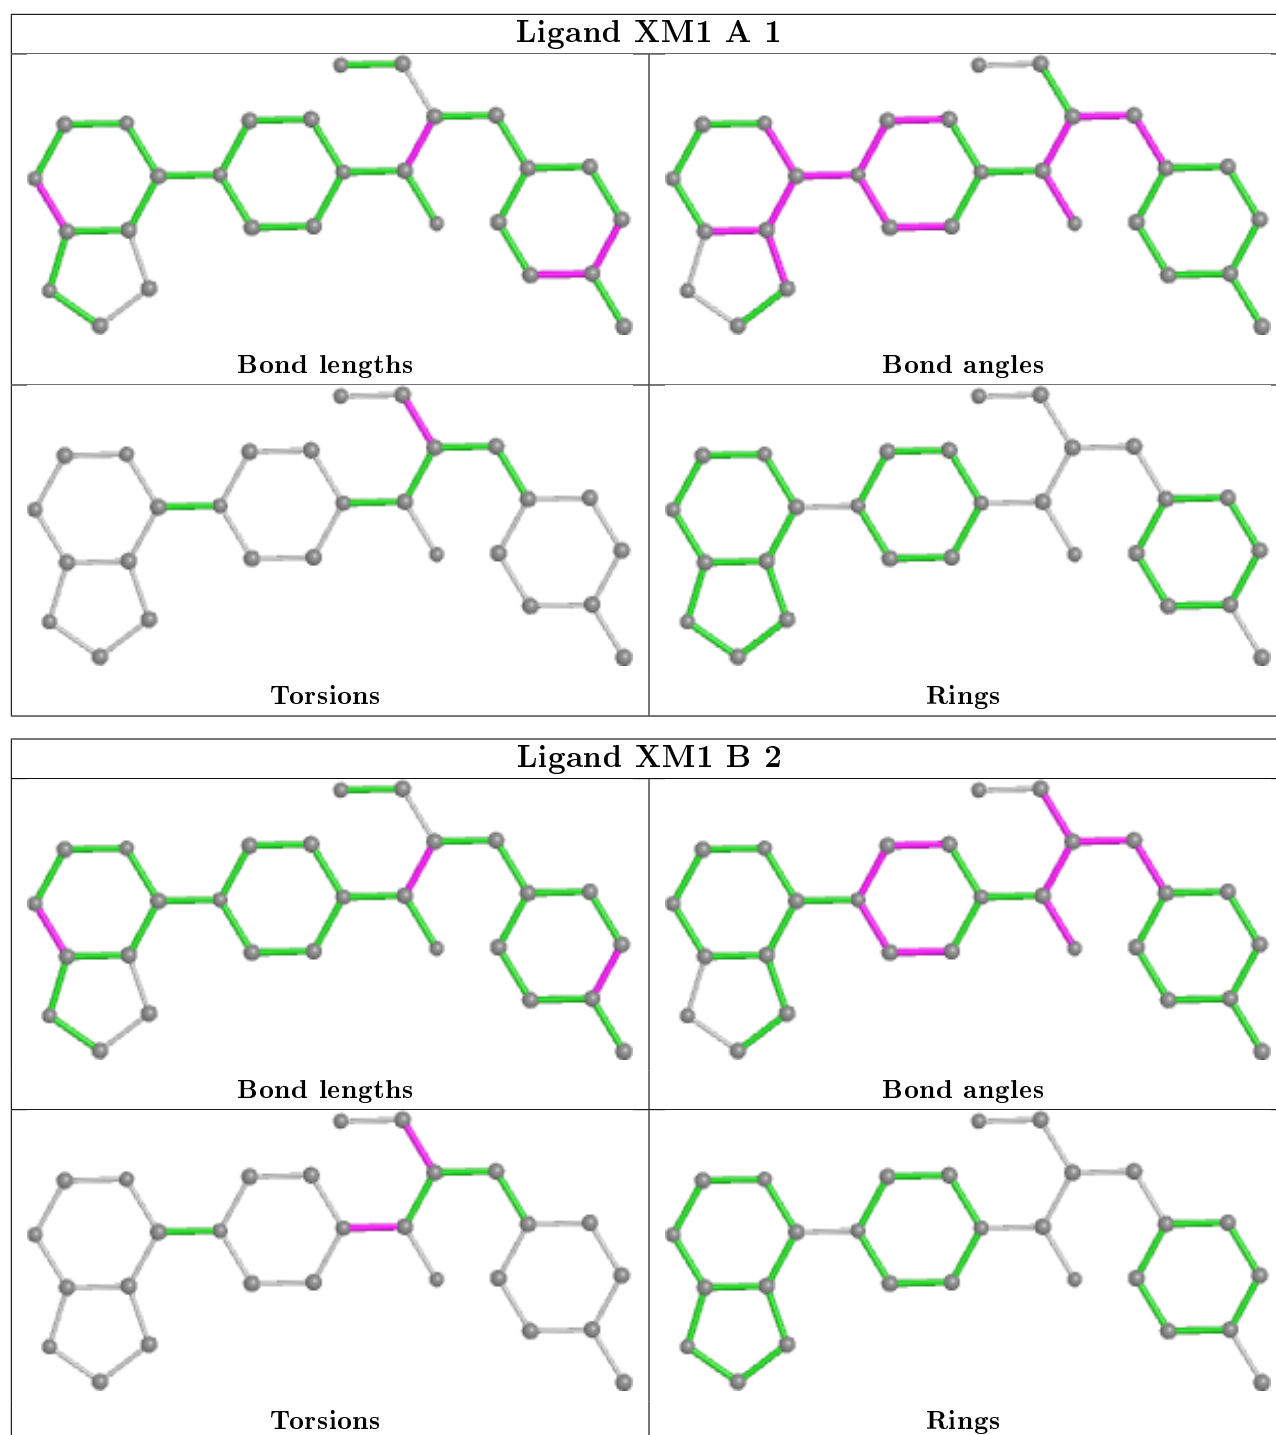 Ligand XM1 A 1
Bond lengths
Bond angles
Torsions
Rings
Ligand XM1 B 2
Bond lengths
Bond angles
Torsions
Rings